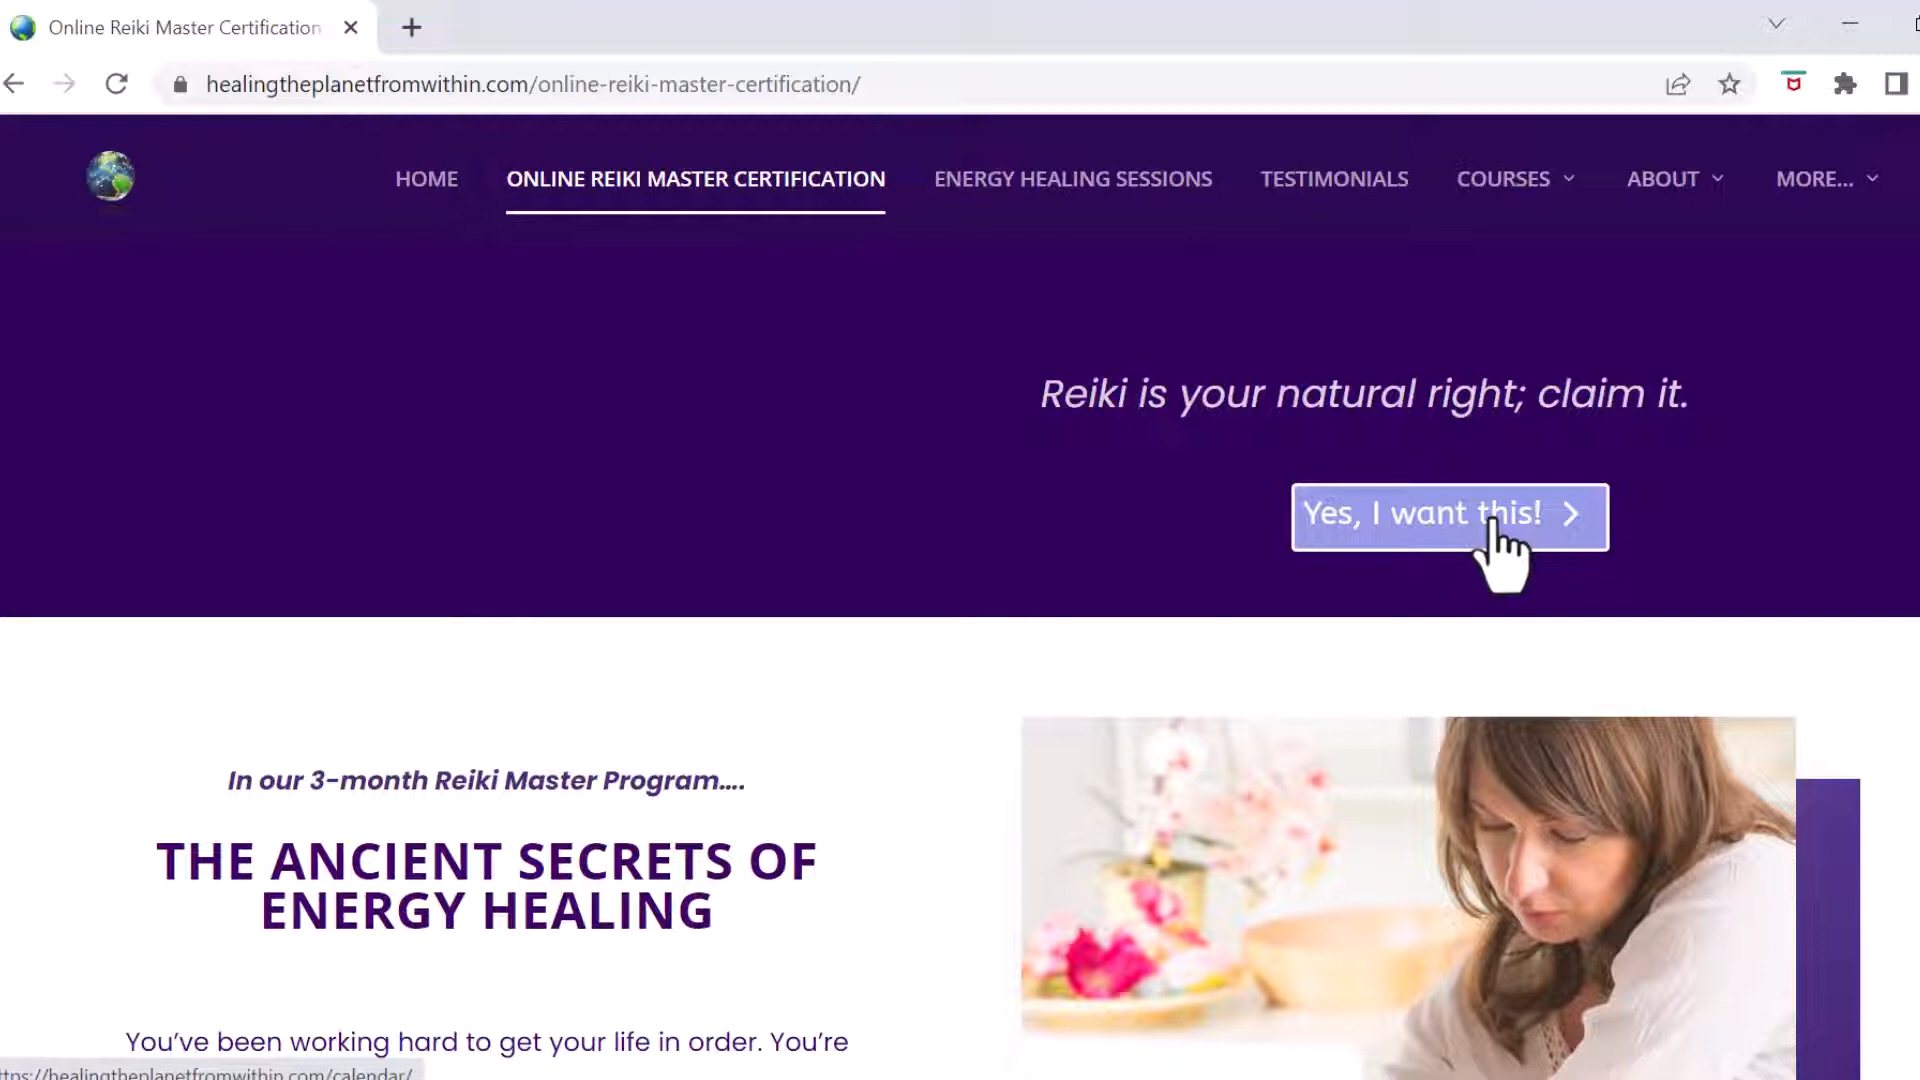 Online Reiki Master Certification
healingtheplanetfromwithin.com/online-reiki-master-certification/
HOME
ONLINE REIKI MASTER CERTIFICATION
ENERGY HEALING SESSIONS
TESTIMONIALS
COURSES
ABOUT
MORE...
Reiki is your natural right; claim it.
Yes, I want this!
In our 3-month Reiki Master Program....
THE ANCIENT SECRETS OF
ENERGY HEALING
You've been working hard to get your life in order. You're
ttps://healingtheplanetfromwithin.com/calendar/